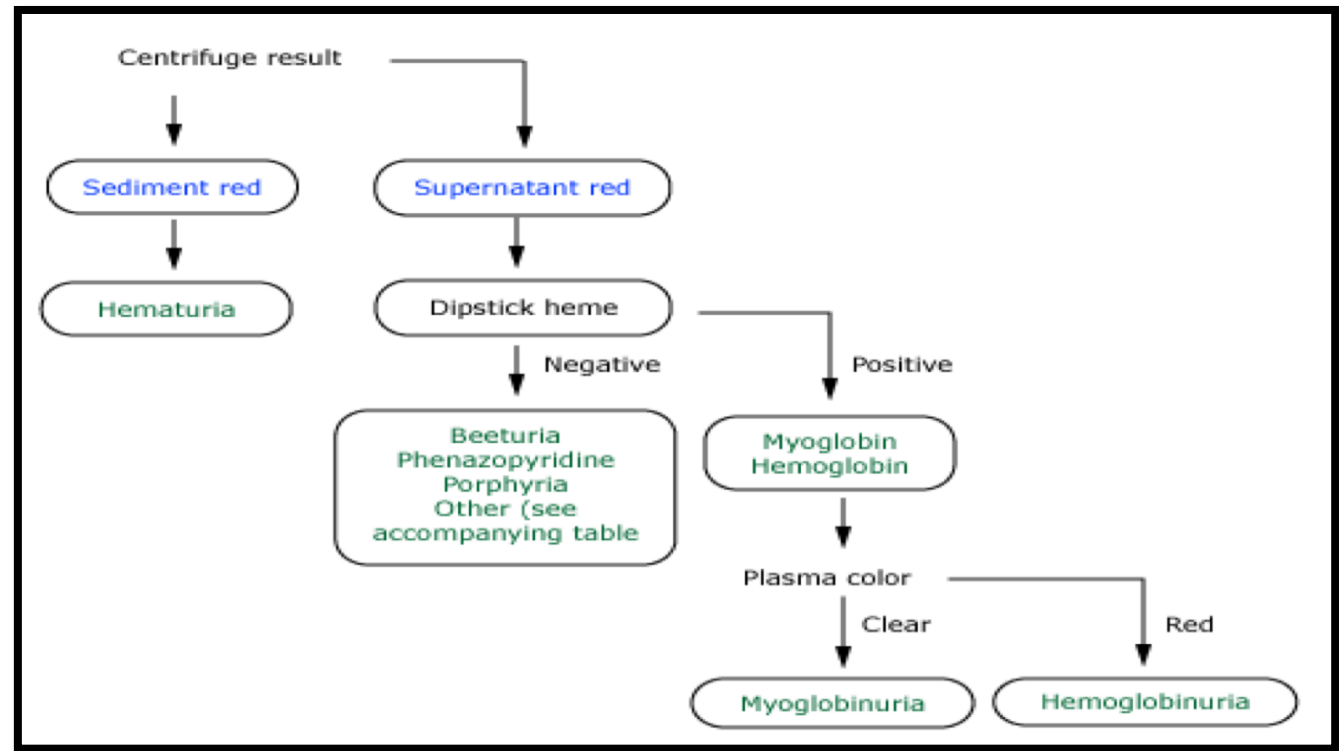 Centrifuge result
Sediment red
Supernatant red
Hematuria
Dipstick heme
Negative
Positive
Beeturia
Phenazopyridine
Porphyria
Other (see
accompanying table
Myoglobin
Hemoglobin
Plasma color
Clear
Red
Myoglobinuria
Hemoglobinuria